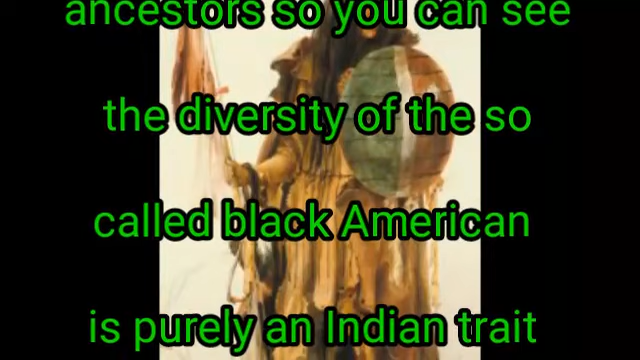 ancestors so you can see
the diversity of the so
called black American
is purely an Indian trait